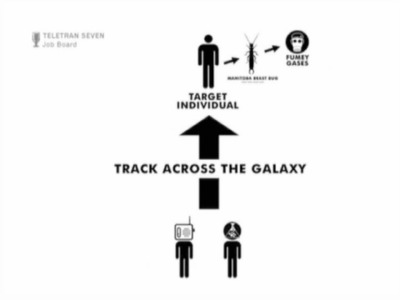 TELETRAN SEVEN
Job Board
FUMEY
GASES
MANITOBA BEAST BUG
TARGET
INDIVIDUAL
TRACK ACROSS THE GALAXY